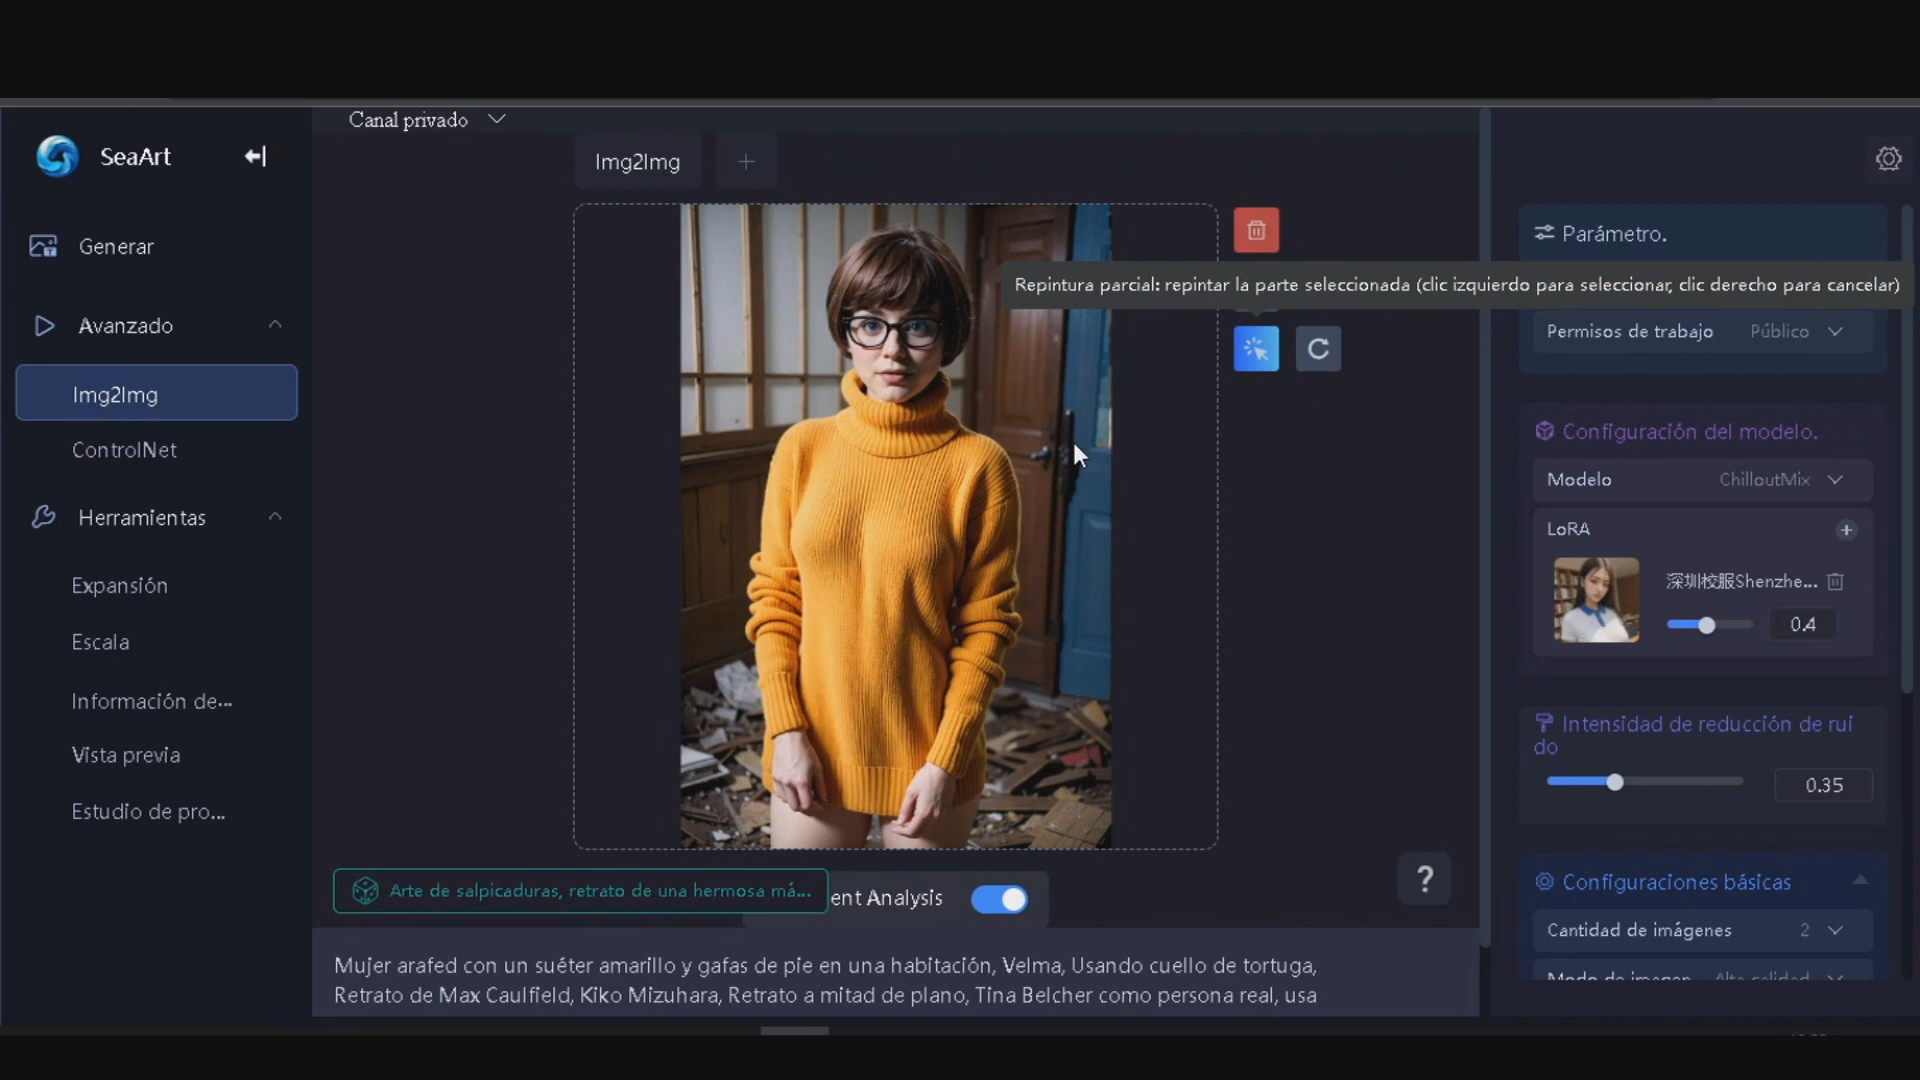 Canal privado
SeaArt
Img2Img
+
Generar
Avanzado
Img2Img
ControlNet
Herramientas
Expansión
Escala
Información de...
Vista previa
Estudio de pro...
Repintura parcial: repintar la parte seleccionada (clic izquierdo para seleccionar, clic derecho para cancelar)
Arte de salpicaduras, retrato de una hermosa má...
ent Analysis
?
Mujer arafed con un suéter amarillo y gafas de pie en una habitación, Velma, Usando cuello de tortuga,
Retrato de Max Caulfield, Kiko Mizuhara, Retrato a mitad de plano, Tina Belcher como persona real, usa
Parámetro.
Permisos de trabajo Público
Configuración del modelo.
Modelo ChilloutMix
LoRA +
深圳校服Shenzhe...
0.4
Intensidad de reducción de rui
do
0.35
Configuraciones básicas
Cantidad de imágenes 2
Modo de imagen Alta calidad